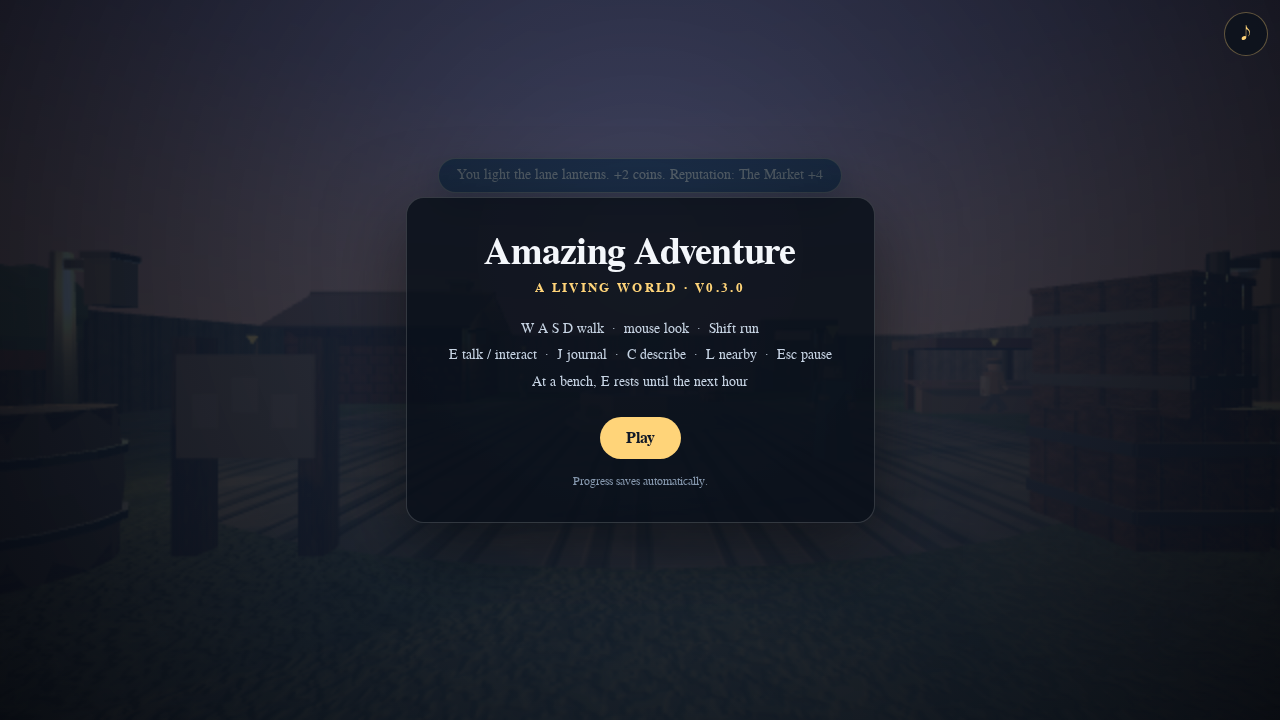 ♪
You light the lane lanterns. +2 coins. Reputation: The Market +4
Amazing Adventure
A LIVING WORLD · V0.3.0
W A S D walk · mouse look · Shift run
E talk / interact · J journal · C describe · L nearby · Esc pause
At a bench, E rests until the next hour
Play
Progress saves automatically.